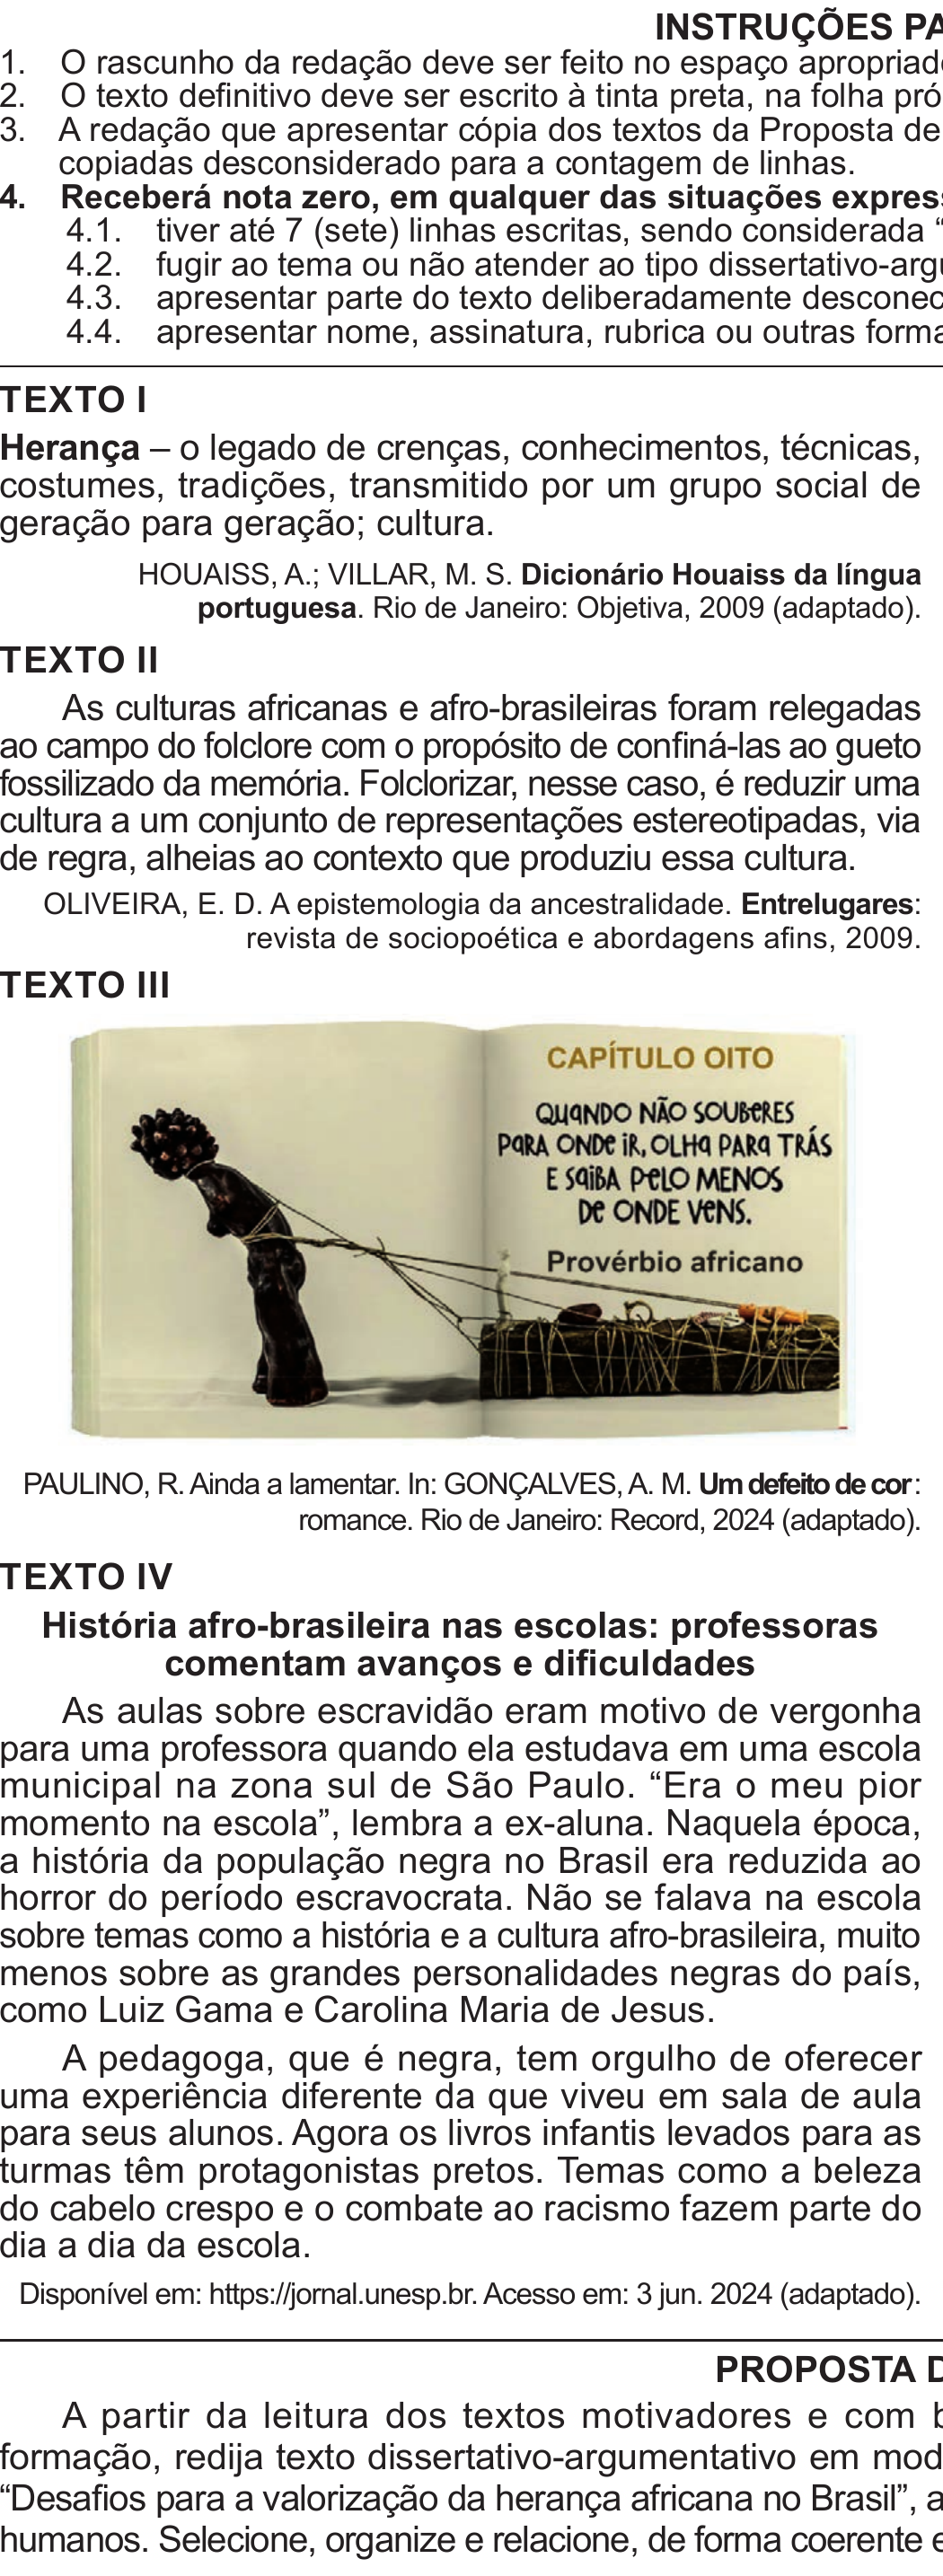 INSTRUÇÕES PA
1. O rascunho da redação deve ser feito no espaço apropriad
2. O texto definitivo deve ser escrito à tinta preta, na folha pró
3. A redação que apresentar cópia dos textos da Proposta de
copiadas desconsiderado para a contagem de linhas.
4. Receberá nota zero, em qualquer das situações express
4.1. tiver até 7 (sete) linhas escritas, sendo considerada “
4.2. fugir ao tema ou não atender ao tipo dissertativo-argu
4.3. apresentar parte do texto deliberadamente desconec
4.4. apresentar nome, assinatura, rubrica ou outras forma
TEXTO I
Herança – o legado de crenças, conhecimentos, técnicas,
costumes, tradições, transmitido por um grupo social de
geração para geração; cultura.
HOUAISS, A.; VILLAR, M. S. Dicionário Houaiss da língua
portuguesa. Rio de Janeiro: Objetiva, 2009 (adaptado).
TEXTO II
As culturas africanas e afro-brasileiras foram relegadas
ao campo do folclore com o propósito de confiná-las ao gueto
fossilizado da memória. Folclorizar, nesse caso, é reduzir uma
cultura a um conjunto de representações estereotipadas, via
de regra, alheias ao contexto que produziu essa cultura.
OLIVEIRA, E. D. A epistemologia da ancestralidade. Entrelugares:
revista de sociopoética e abordagens afins, 2009.
TEXTO III
CAPÍTULO OITO
QUANDO NÃO SOUBERES
PARA ONDE IR, OLHA PARA TRÁS
E SAIBA PELO MENOS
DE ONDE VENS.
Provérbio africano
PAULINO, R. Ainda a lamentar. In: GONÇALVES, A. M. Um defeito de cor:
romance. Rio de Janeiro: Record, 2024 (adaptado).
TEXTO IV
História afro-brasileira nas escolas: professoras
comentam avanços e dificuldades
As aulas sobre escravidão eram motivo de vergonha
para uma professora quando ela estudava em uma escola
municipal na zona sul de São Paulo. “Era o meu pior
momento na escola”, lembra a ex-aluna. Naquela época,
a história da população negra no Brasil era reduzida ao
horror do período escravocrata. Não se falava na escola
sobre temas como a história e a cultura afro-brasileira, muito
menos sobre as grandes personalidades negras do país,
como Luiz Gama e Carolina Maria de Jesus.
A pedagoga, que é negra, tem orgulho de oferecer
uma experiência diferente da que viveu em sala de aula
para seus alunos. Agora os livros infantis levados para as
turmas têm protagonistas pretos. Temas como a beleza
do cabelo crespo e o combate ao racismo fazem parte do
dia a dia da escola.
Disponível em: https://jornal.unesp.br. Acesso em: 3 jun. 2024 (adaptado).
PROPOSTA D
A partir da leitura dos textos motivadores e com b
formação, redija texto dissertativo-argumentativo em mod
“Desafios para a valorização da herança africana no Brasil”, a
humanos. Selecione, organize e relacione, de forma coerente e